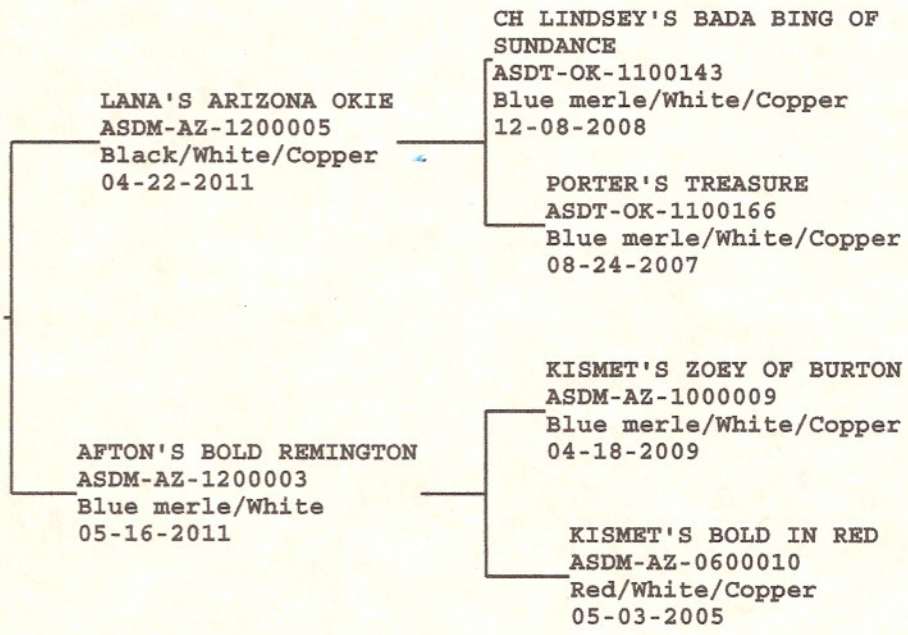 CH LINDSEY'S BADA BING OF
SUNDANCE
ASDT-OK-1100143
Blue merle/White/Copper
12-08-2008
LANA'S ARIZONA OKIE
ASDM-AZ-1200005
Black/White/Copper
04-22-2011
PORTER'S TREASURE
ASDT-OK-1100166
Blue merle/White/Copper
08-24-2007
KISMET'S ZOEY OF BURTON
ASDM-AZ-1000009
Blue merle/White/Copper
04-18-2009
AFTON'S BOLD REMINGTON
ASDM-AZ-1200003
Blue merle/White
05-16-2011
KISMET'S BOLD IN RED
ASDM-AZ-0600010
Red/White/Copper
05-03-2005